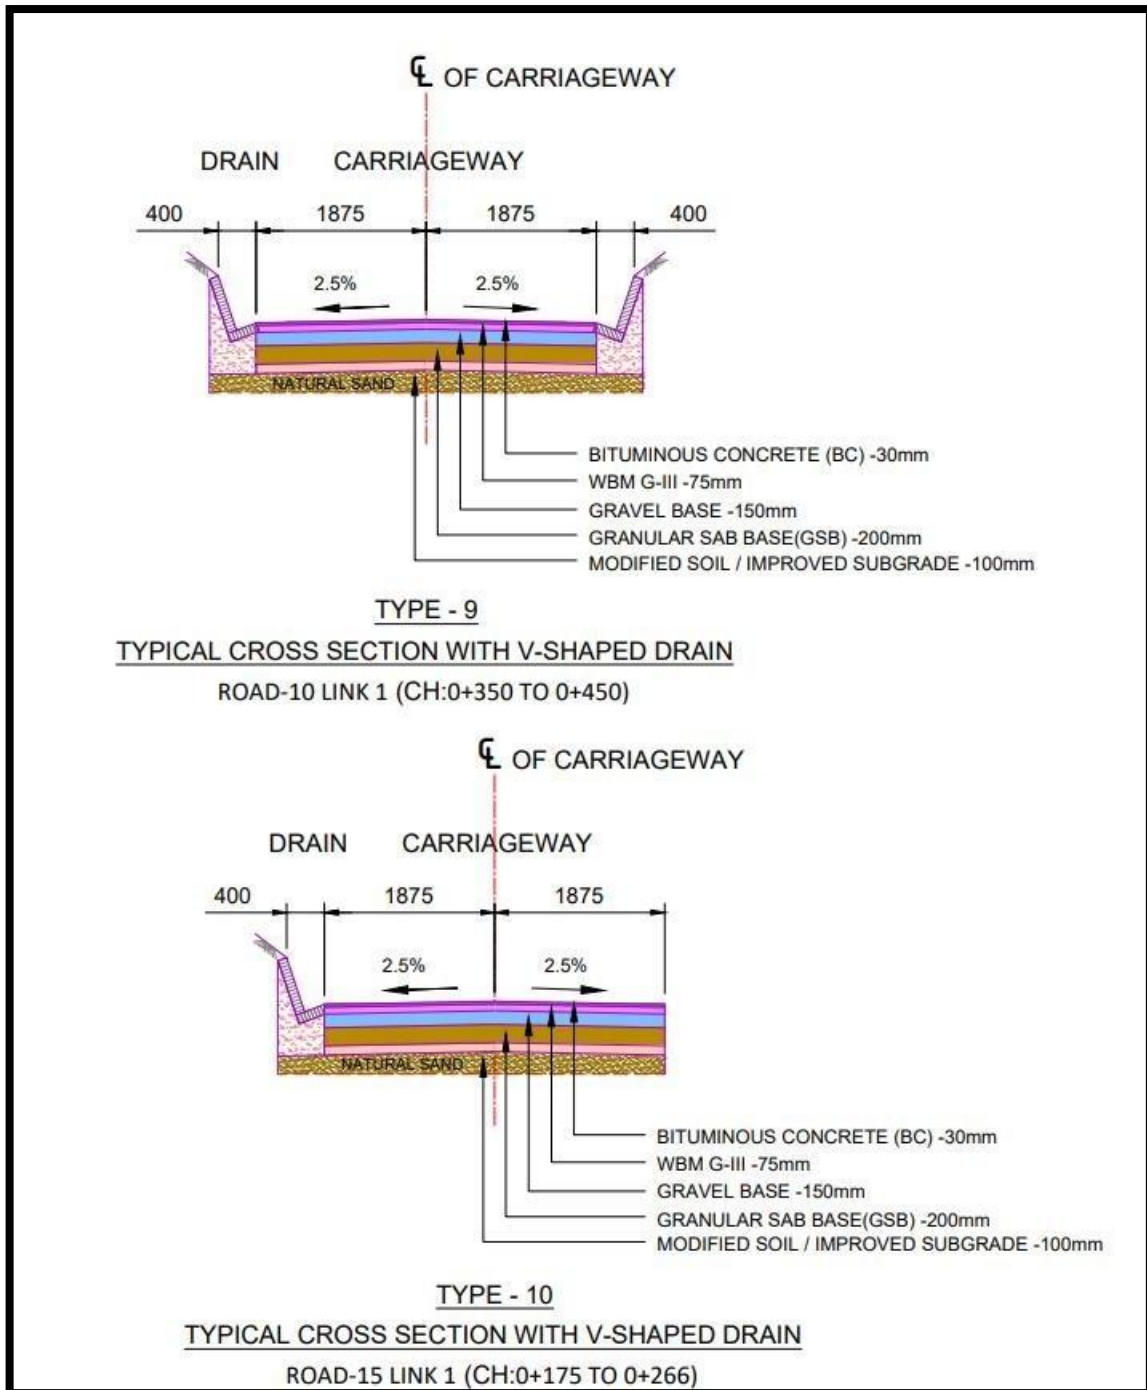 ℄ OF CARRIAGEWAY
DRAIN CARRIAGEWAY
400 1875 1875 400
2.5% 2.5%
NATURAL SAND
BITUMINOUS CONCRETE (BC) -30mm
WBM G-III -75mm
GRAVEL BASE -150mm
GRANULAR SAB BASE(GSB) -200mm
MODIFIED SOIL / IMPROVED SUBGRADE -100mm
TYPE - 9
TYPICAL CROSS SECTION WITH V-SHAPED DRAIN
ROAD-10 LINK 1 (CH:0+350 TO 0+450)
℄ OF CARRIAGEWAY
DRAIN CARRIAGEWAY
400 1875 1875
2.5% 2.5%
NATURAL SAND
BITUMINOUS CONCRETE (BC) -30mm
WBM G-III -75mm
GRAVEL BASE -150mm
GRANULAR SAB BASE(GSB) -200mm
MODIFIED SOIL / IMPROVED SUBGRADE -100mm
TYPE - 10
TYPICAL CROSS SECTION WITH V-SHAPED DRAIN
ROAD-15 LINK 1 (CH:0+175 TO 0+266)